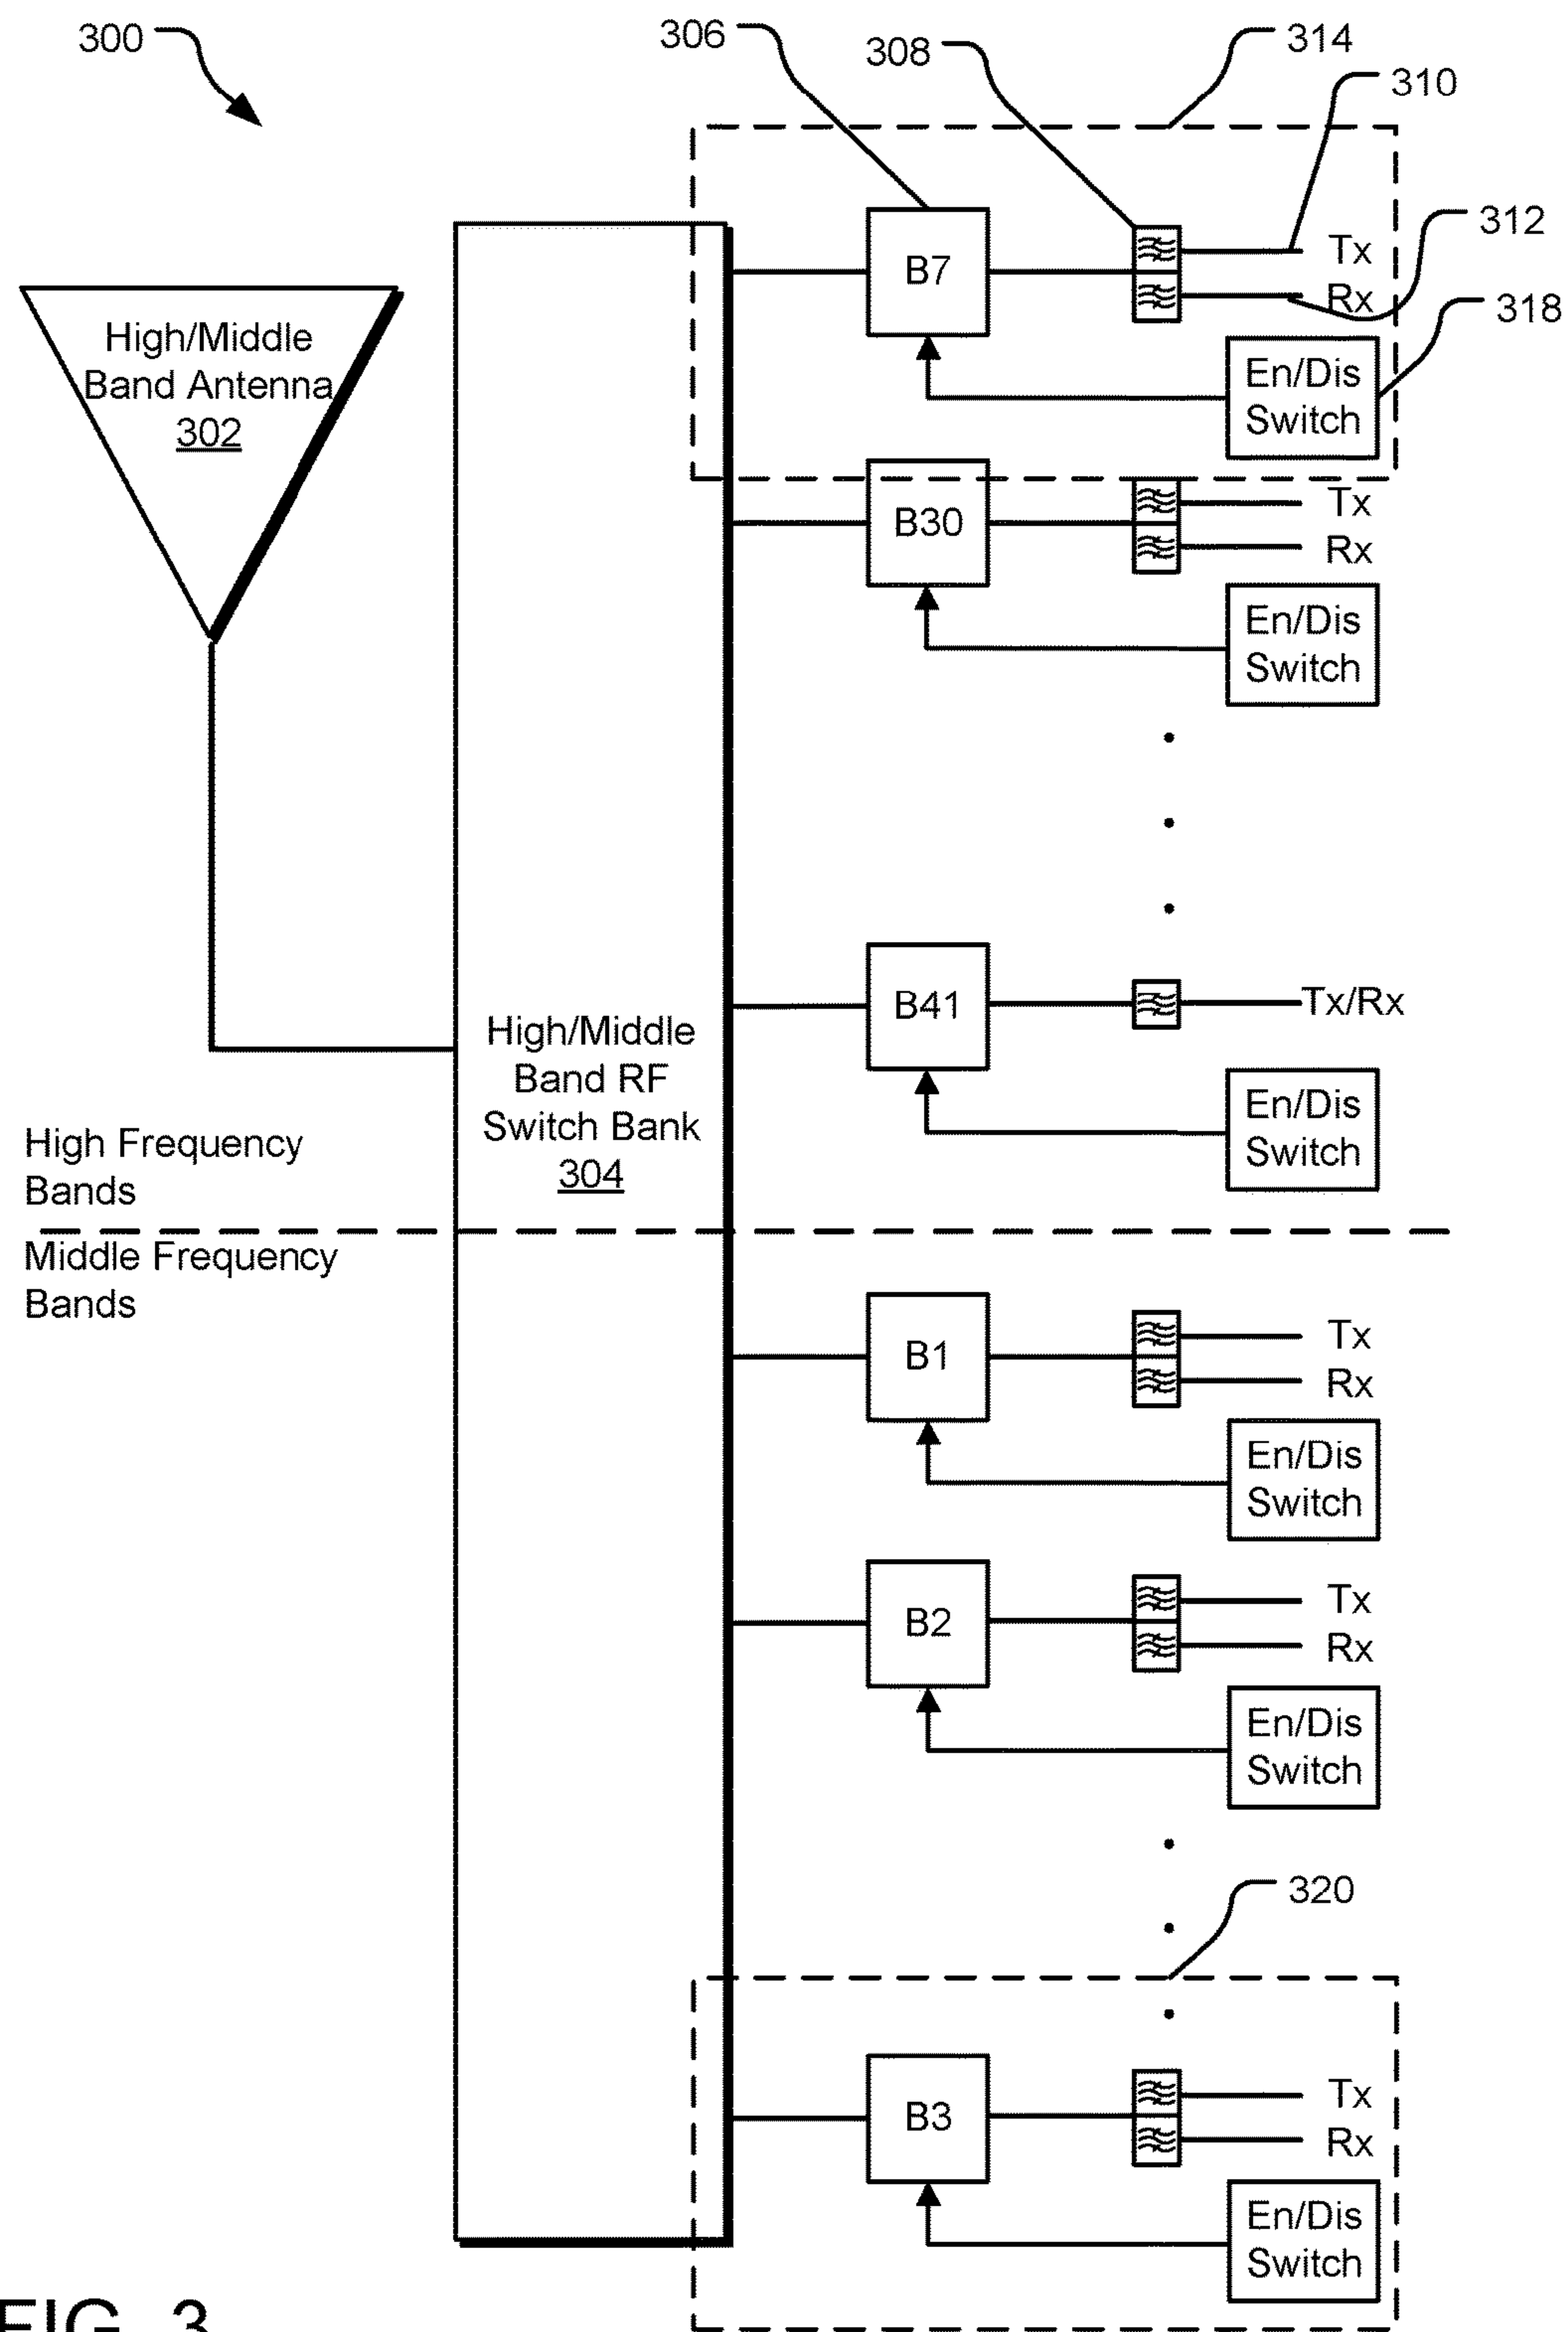 300
306
308
314
310
312
318
B7
Tx
Rx
En/Dis
Switch
High/Middle
Band Antenna
302
B30
Tx
Rx
En/Dis
Switch
B41
Tx/Rx
En/Dis
Switch
High/Middle
Band RF
Switch Bank
304
High Frequency
Bands
Middle Frequency
Bands
B1
Tx
Rx
En/Dis
Switch
B2
Tx
Rx
En/Dis
Switch
320
B3
Tx
Rx
En/Dis
Switch
FIG. 3